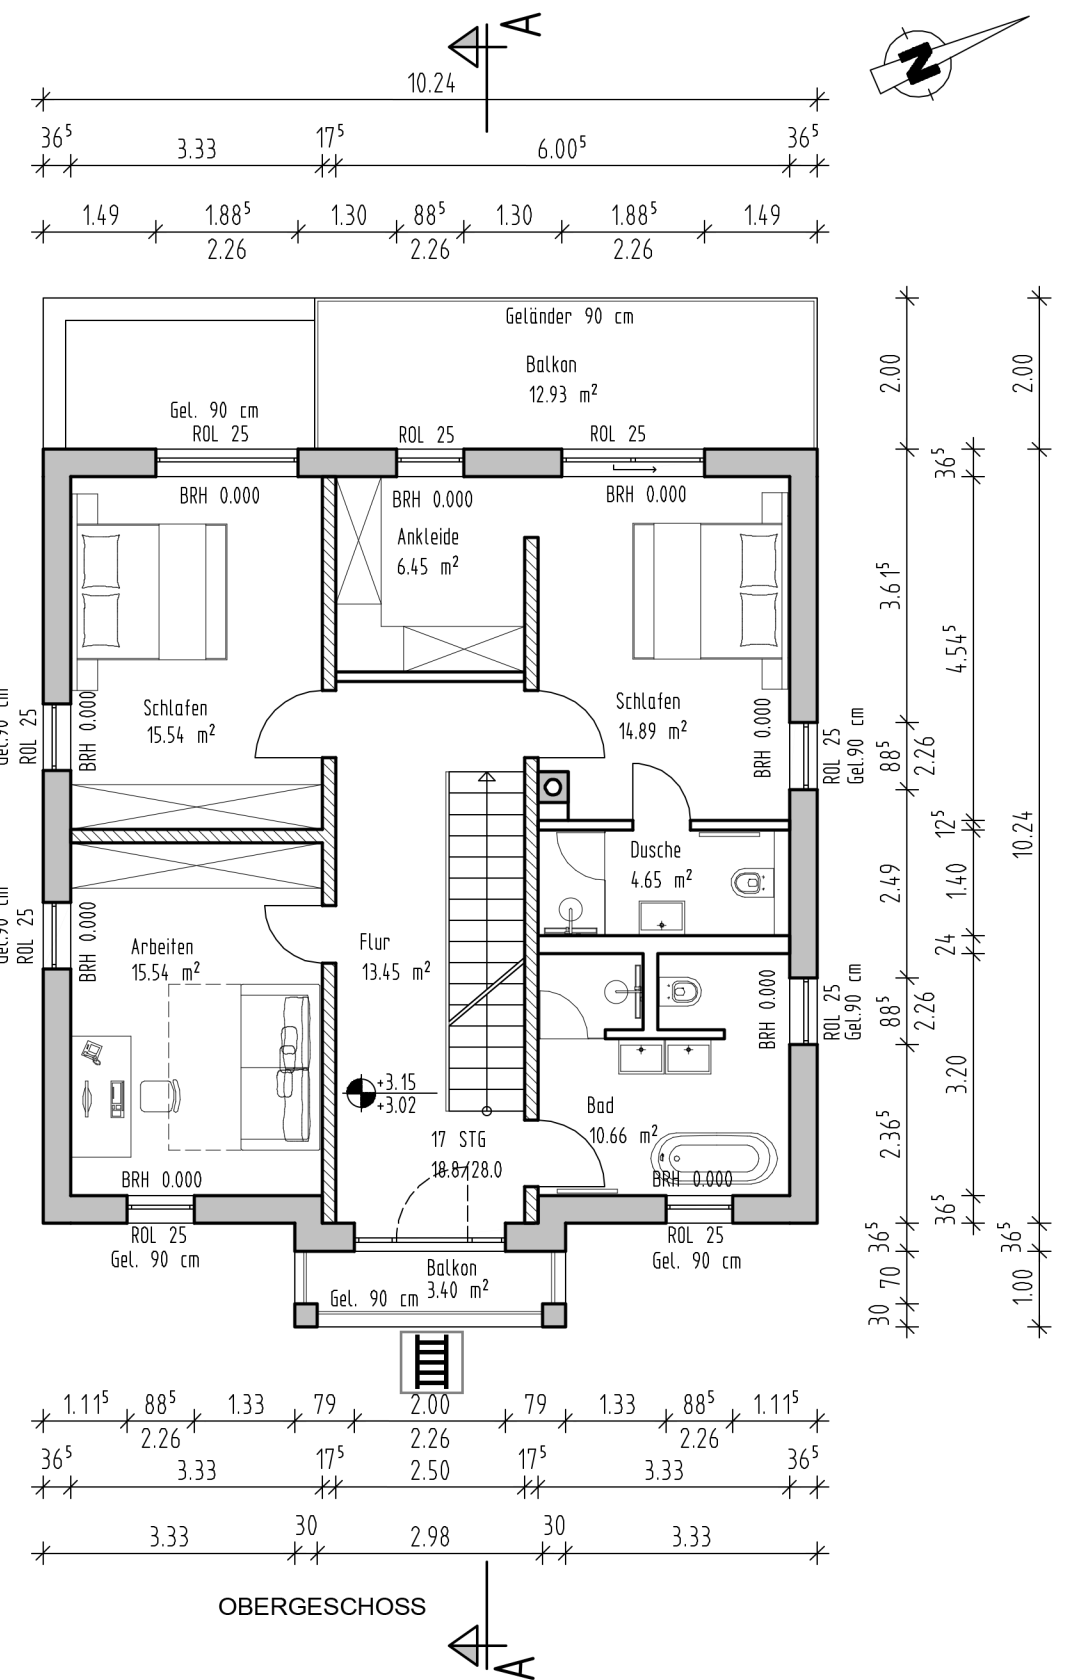 A
N
10.24
36⁵ 3.33 17⁵ 6.00⁵ 36⁵
1.49 1.88⁵ 1.30 88⁵ 1.30 1.88⁵ 1.49
2.26 2.26 2.26
Geländer 90 cm
Balkon
12.93 m²
Gel. 90 cm
ROL 25
ROL 25
ROL 25
BRH 0.000
BRH 0.000
BRH 0.000
Ankleide
6.45 m²
Schlafen
15.54 m²
Schlafen
14.89 m²
Gel.90 cm
ROL 25
BRH 0.000
BRH 0.000
ROL 25
Gel.90 cm
Dusche
4.65 m²
Gel.90 cm
ROL 25
BRH 0.000
Arbeiten
15.54 m²
Flur
13.45 m²
BRH 0.000
ROL 25
Gel.90 cm
+3.15
+3.02
Bad
10.66 m²
17 STG
18.8/28.0
BRH 0.000
BRH 0.000
ROL 25
Gel. 90 cm
ROL 25
Gel. 90 cm
Balkon
3.40 m²
Gel. 90 cm
2.00
3.61⁵
88⁵
2.26
2.49
88⁵
2.26
2.36⁵
36⁵
70
30
36⁵
4.54⁵
12⁵
1.40
24
3.20
36⁵
2.00
10.24
36⁵
1.00
1.11⁵ 88⁵ 1.33 79 2.00 79 1.33 88⁵ 1.11⁵
2.26 2.26 2.26
36⁵ 3.33 17⁵ 2.50 17⁵ 3.33 36⁵
3.33 30 2.98 30 3.33
OBERGESCHOSS
A